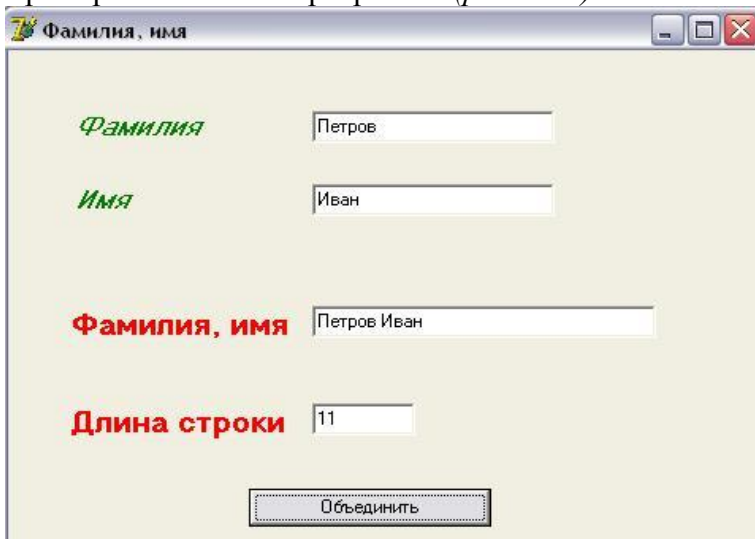 Фамилия, имя
Фамилия Петров
Имя Иван
Фамилия, имя Петров Иван
Длина строки 11
Объединить